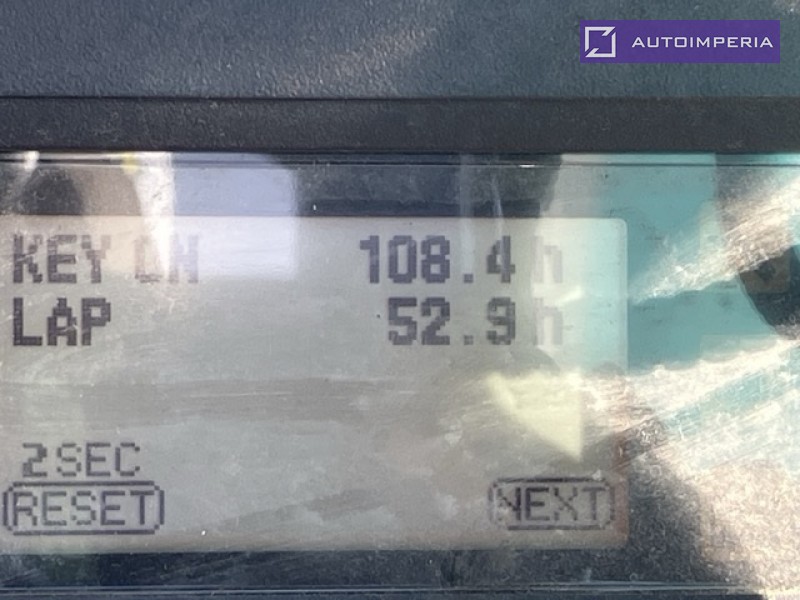 AUTOIMPERIA
KEY ON 108.4 h
LAP 52.9 h
2SEC
RESET NEXT